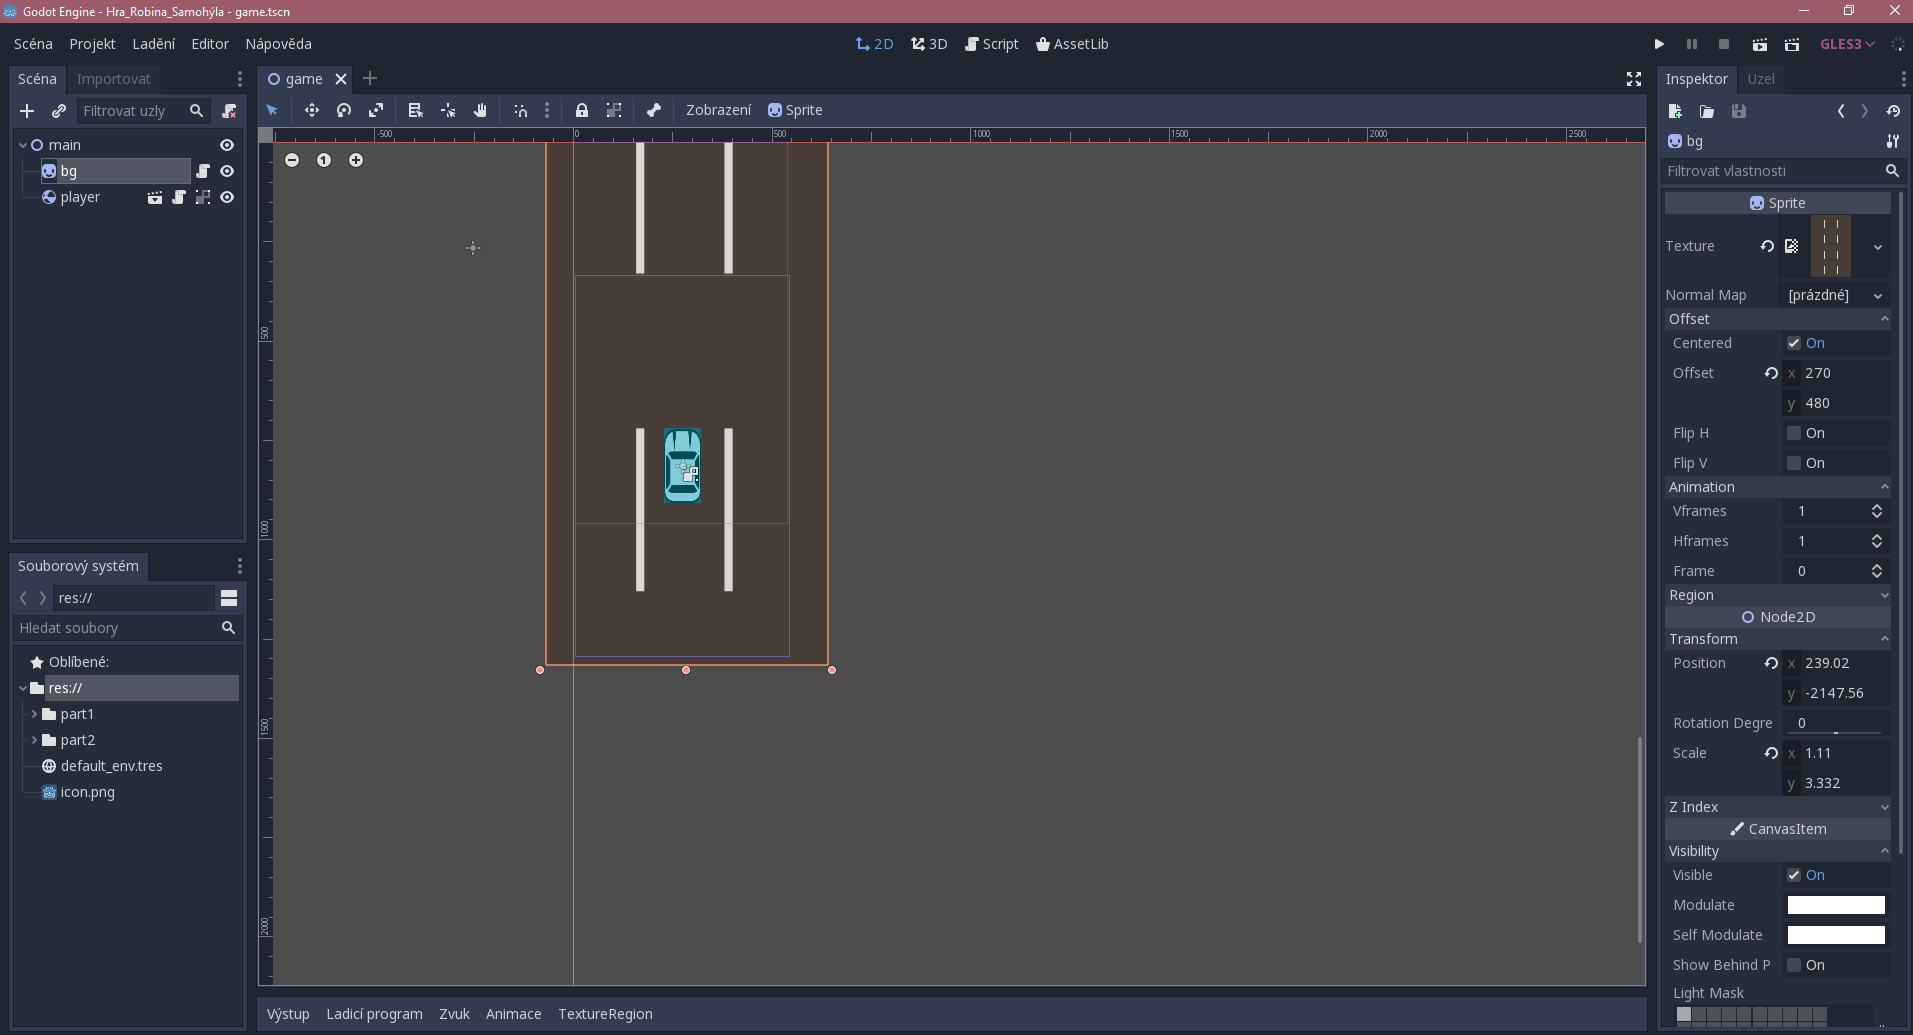 Godot Engine - Hra_Robina_Samohýla - game.tscn
Scéna Projekt Ladění Editor Nápověda
2D 3D Script AssetLib
GLES3
Scéna Importovat
Filtrovat uzly
main
bg
player
Souborový systém
res://
Hledat soubory
Oblíbené:
res://
part1
part2
default_env.tres
icon.png
game
Zobrazení Sprite
-500 0 500 1000 1500 2000 2500
1
500
1000
1500
2000
Výstup Ladicí program Zvuk Animace TextureRegion
Inspektor Uzel
bg
Filtrovat vlastnosti
Sprite
Texture
Normal Map [prázdné]
Offset
Centered On
Offset x 270
y 480
Flip H On
Flip V On
Animation
Vframes 1
Hframes 1
Frame 0
Region
Node2D
Transform
Position x 239.02
y -2147.56
Rotation Degre 0
Scale x 1.11
y 3.332
Z Index
CanvasItem
Visibility
Visible On
Modulate
Self Modulate
Show Behind P On
Light Mask